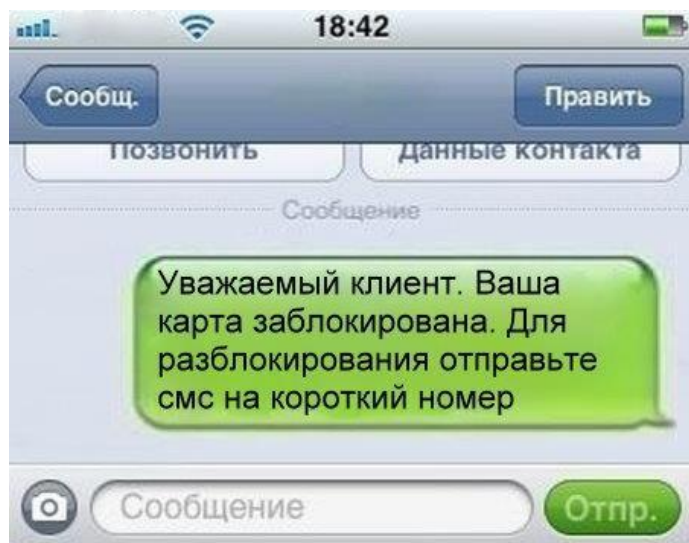 18:42
Сообщ.
Править
Позвонить
Данные контакта
Сообщение
Уважаемый клиент. Ваша
карта заблокирована. Для
разблокирования отправьте
смс на короткий номер
Сообщение
Отпр.